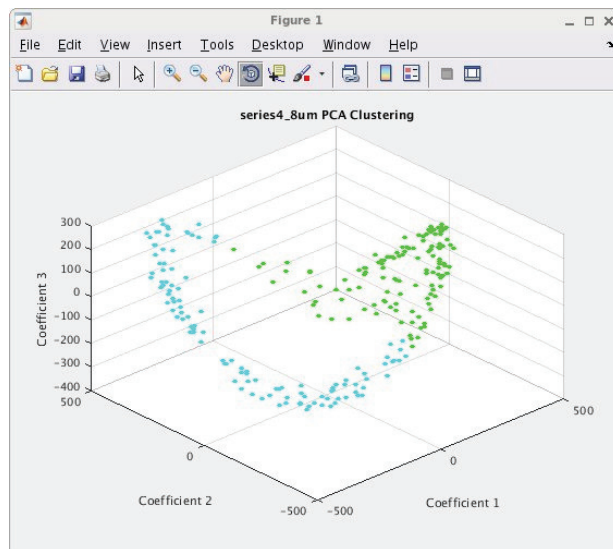 Figure 1
File Edit View Insert Tools Desktop Window Help
series4_8um PCA Clustering
300
200
100
0
-100
-200
-300
-400
Coefficient 3
500
0
-500
Coefficient 2
-500
0
500
Coefficient 1